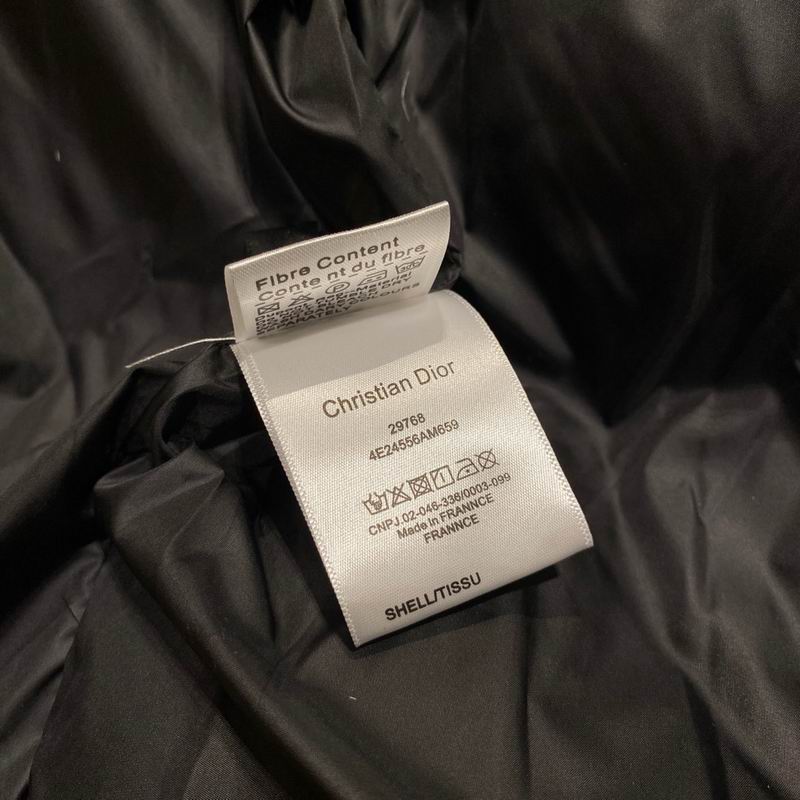 Fibre Content
Conte nt du fibre
SEPARATELY
Christian Dior
29768
4E24556AM659
CNPJ.02-046-336/0003-099
Made in FRANNCE
FRANNCE
SHELL/TISSU